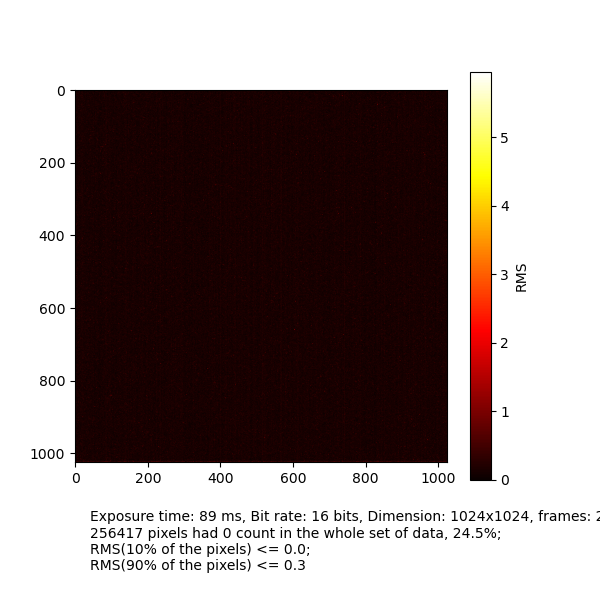 0
200
400
600
800
1000
0 200 400 600 800 1000
5
4
3
2
1
0
RMS
Exposure time: 89 ms, Bit rate: 16 bits, Dimension: 1024x1024, frames: 2
256417 pixels had 0 count in the whole set of data, 24.5%;
RMS(10% of the pixels) <= 0.0;
RMS(90% of the pixels) <= 0.3